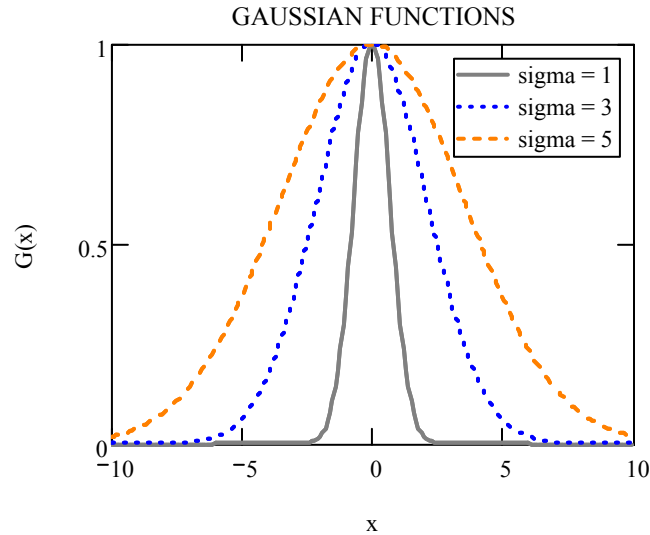 GAUSSIAN FUNCTIONS
1
sigma = 1
sigma = 3
sigma = 5
G(x)
0.5
0
−10
−5
0
5
10
x